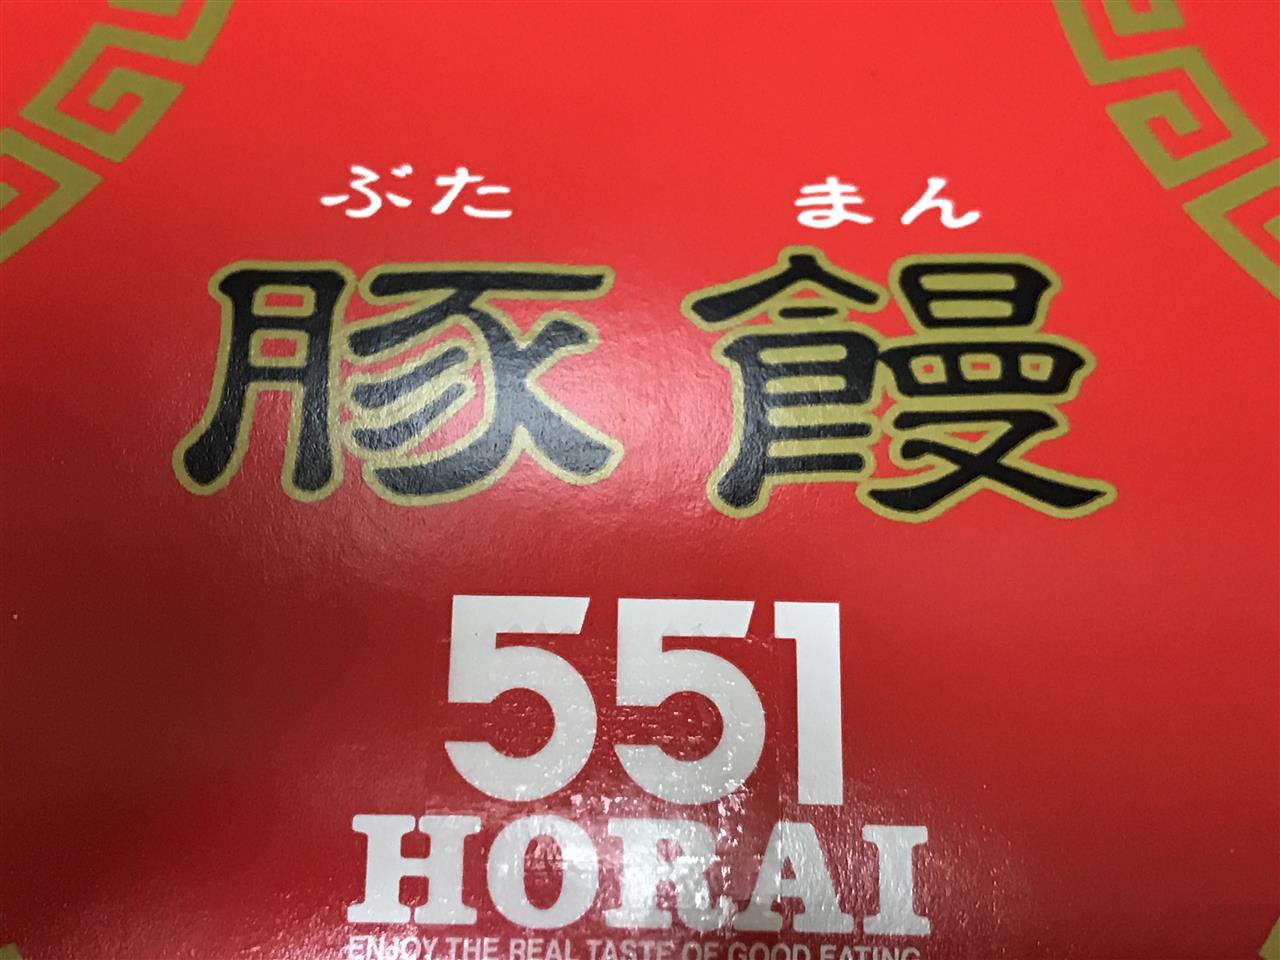 ぶた まん
豚饅
551
HORAI
ENJOY THE REAL TASTE OF GOOD EATING